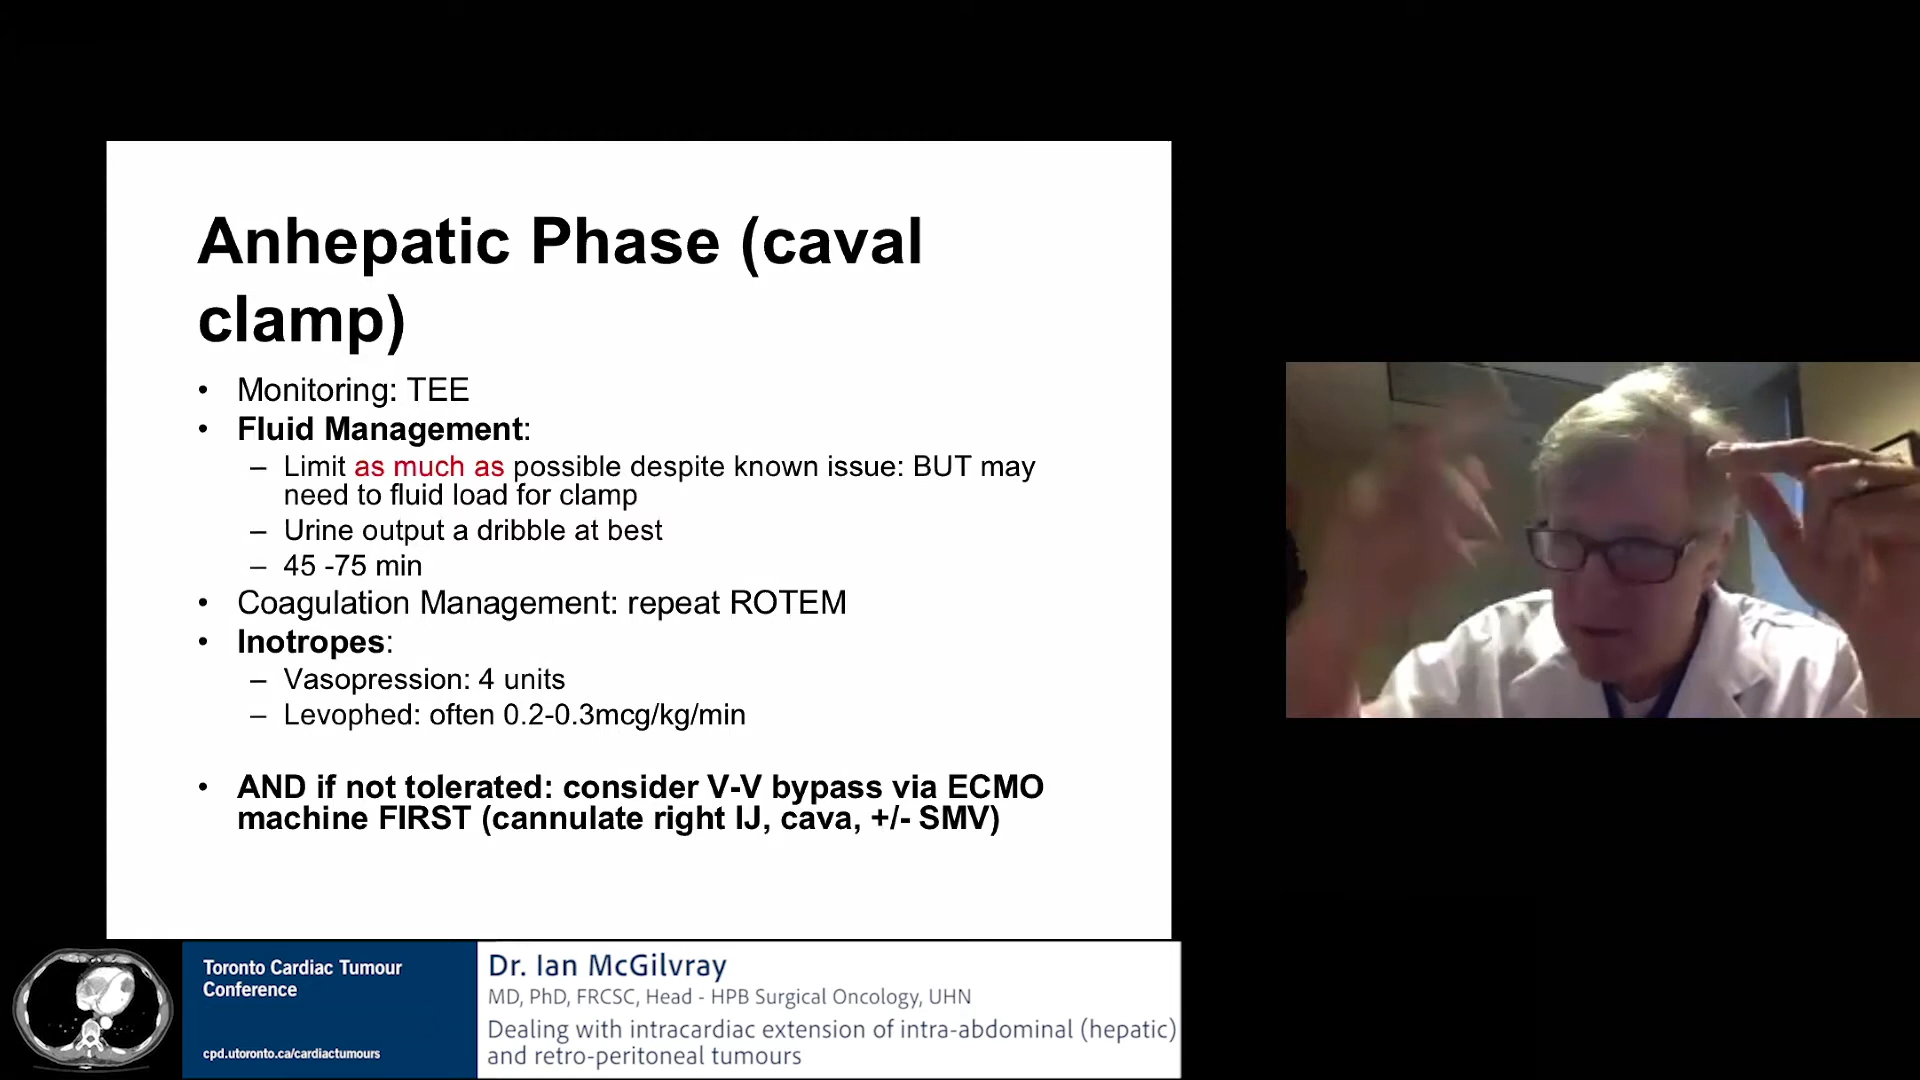 Anhepatic Phase (caval
clamp)
• Monitoring: TEE
• Fluid Management:
– Limit as much as possible despite known issue: BUT may
need to fluid load for clamp
– Urine output a dribble at best
– 45 -75 min
• Coagulation Management: repeat ROTEM
• Inotropes:
– Vasopression: 4 units
– Levophed: often 0.2-0.3mcg/kg/min
• AND if not tolerated: consider V-V bypass via ECMO
machine FIRST (cannulate right IJ, cava, +/- SMV)
Toronto Cardiac Tumour
Conference
cpd.utoronto.ca/cardiactumours
Dr. Ian McGilvray
MD, PhD, FRCSC, Head - HPB Surgical Oncology, UHN
Dealing with intracardiac extension of intra-abdominal (hepatic)
and retro-peritoneal tumours